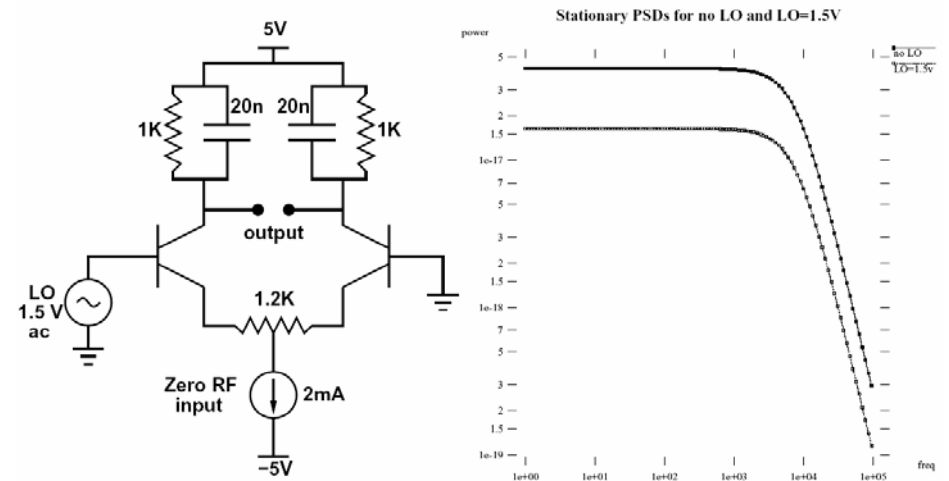 5V
20n 20n
1K
1K
output
LO
1.5 V
ac
1.2K
Zero RF
input
2mA
−5V
Stationary PSDs for no LO and LO=1.5V
power
no LO
LO=1.5v
5
3
2
1.5
1e-17
7
5
3
2
1.5
1e-18
7
5
3
2
1.5
1e-19
1e+00 1e+01 1e+02 1e+03 1e+04 1e+05
freq